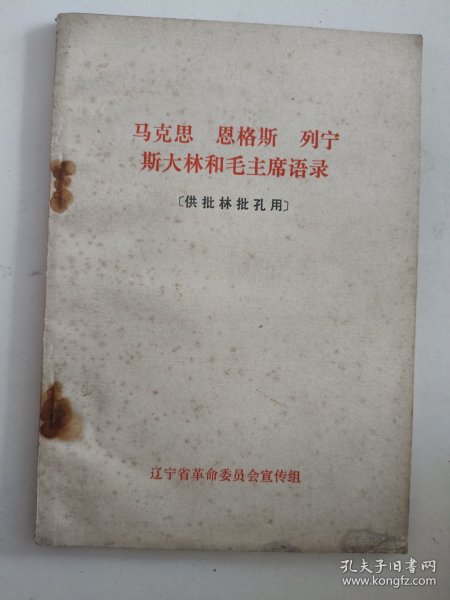 马克思 恩格斯 列宁
斯大林和毛主席语录
〔供批林批孔用〕
辽宁省革命委员会宣传组
孔夫子旧书网
www.kongfz.com